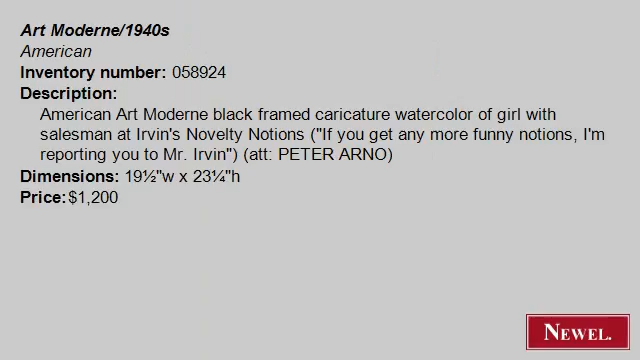 Art Moderne/1940s
American
Inventory number: 058924
Description:
American Art Moderne black framed caricature watercolor of girl with
salesman at Irvin's Novelty Notions ("If you get any more funny notions, I'm
reporting you to Mr. Irvin") (att: PETER ARNO)
Dimensions: 19½"w x 23¼"h
Price:$1,200
NEWEL.